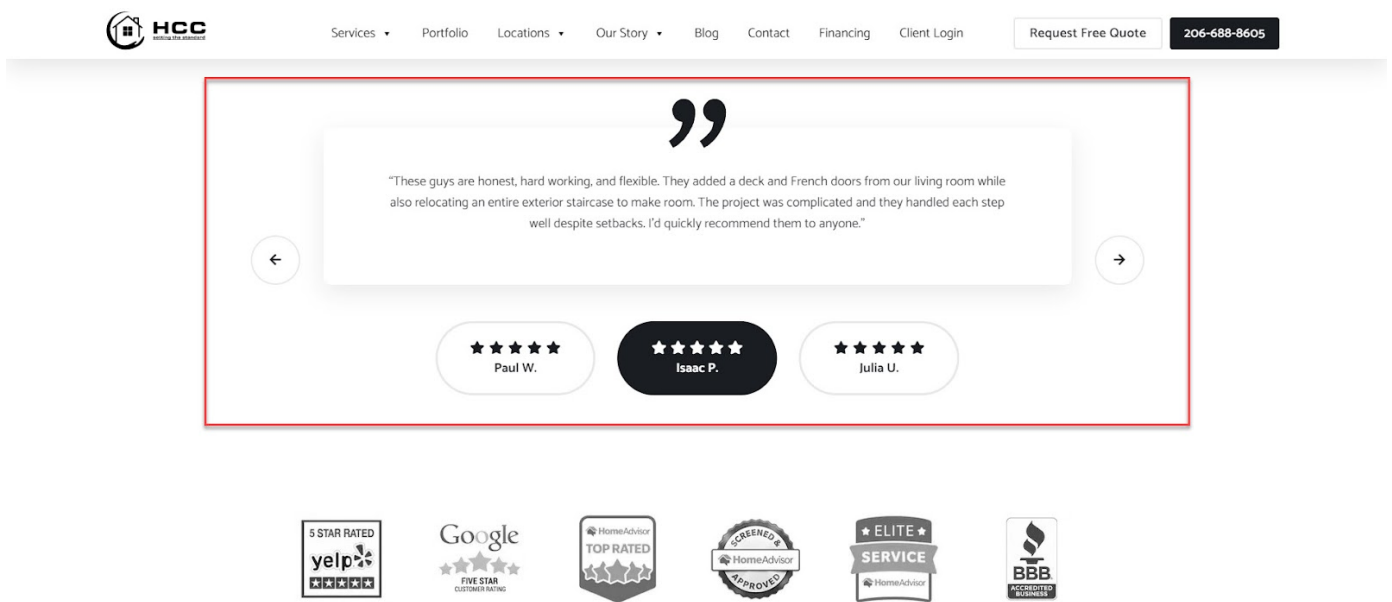 HCC
setting the standard
Services
Portfolio
Locations
Our Story
Blog
Contact
Financing
Client Login
Request Free Quote
206-688-8605
”
“These guys are honest, hard working, and flexible. They added a deck and French doors from our living room while
also relocating an entire exterior staircase to make room. The project was complicated and they handled each step
well despite setbacks. I'd quickly recommend them to anyone.”
Paul W.
Isaac P.
Julia U.
5 STAR RATED
yelp
Google
FIVE STAR
CUSTOMER RATING
HomeAdvisor
TOP RATED
SCREENED &
HomeAdvisor
APPROVED
ELITE
SERVICE
HomeAdvisor
BBB.
ACCREDITED
BUSINESS